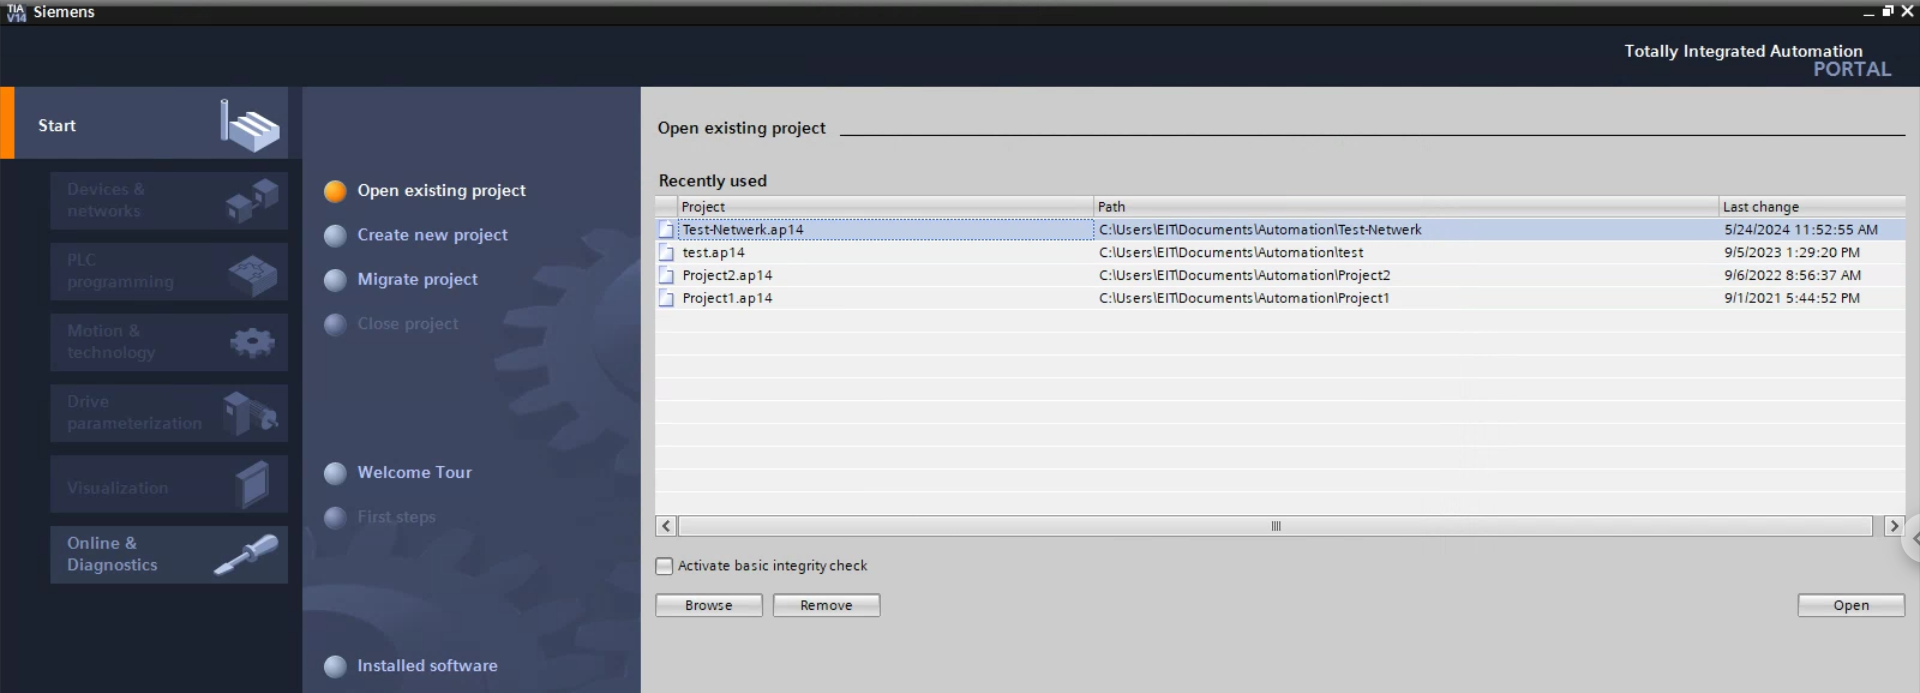 TIA V14 Siemens
Totally Integrated Automation
PORTAL
Start
Devices &
networks
PLC
programming
Motion &
technology
Drive
parameterization
Visualization
Online &
Diagnostics
Open existing project
Create new project
Migrate project
Close project
Welcome Tour
First steps
Installed software
Open existing project
Recently used
Project Path Last change
Test-Netwerk.ap14 C:\Users\EIT\Documents\Automation\Test-Netwerk 5/24/2024 11:52:55 AM
test.ap14 C:\Users\EIT\Documents\Automation\test 9/5/2023 1:29:20 PM
Project2.ap14 C:\Users\EIT\Documents\Automation\Project2 9/6/2022 8:56:37 AM
Project1.ap14 C:\Users\EIT\Documents\Automation\Project1 9/1/2021 5:44:52 PM
Activate basic integrity check
Browse Remove Open